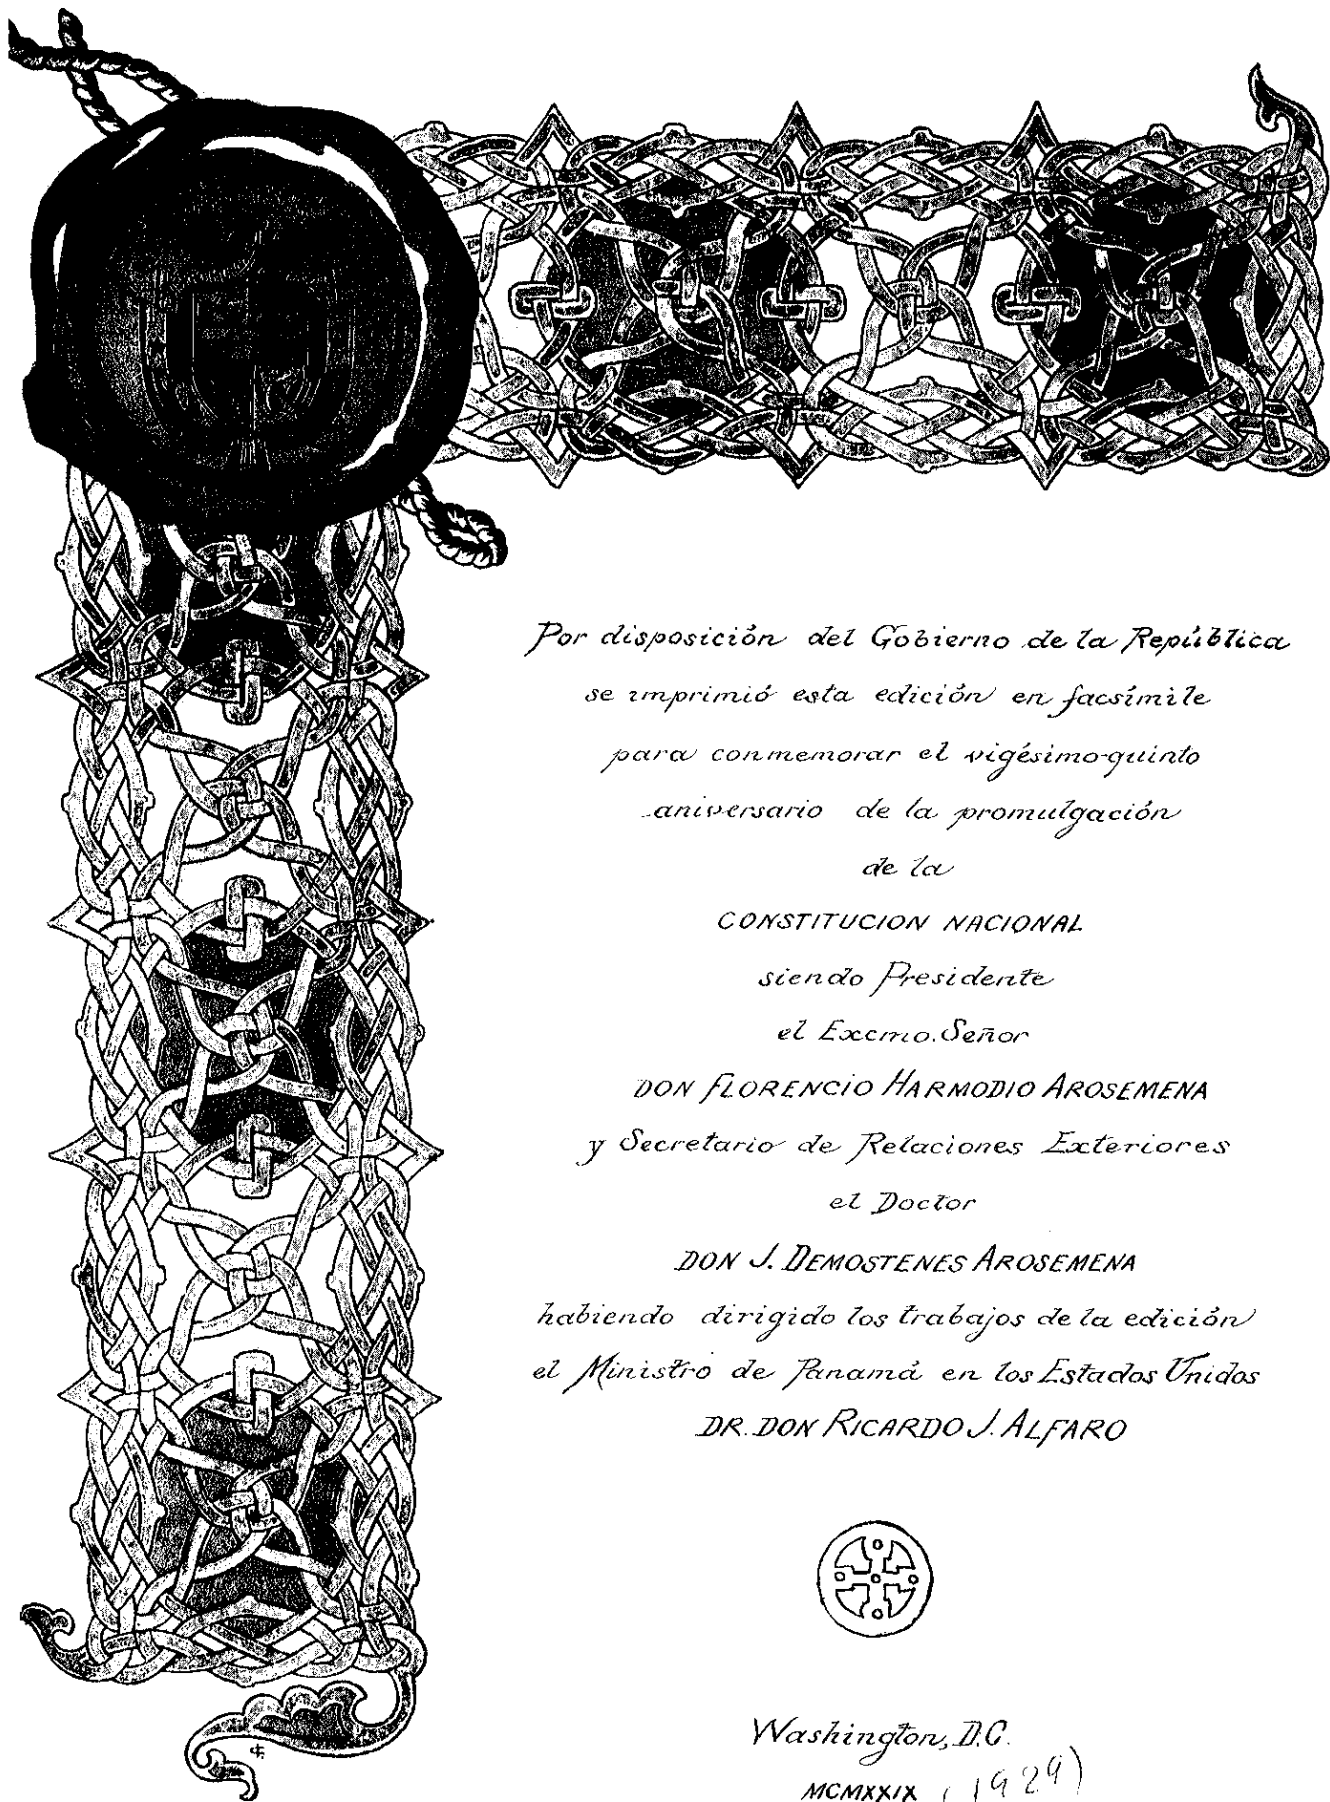 Por disposición del Gobierno de la República
se imprimió esta edición en facsímile
para conmemorar el vigésimo-quinto
aniversario de la promulgación
de la
CONSTITUCION NACIONAL
siendo Presidente
el Excmo. Señor
DON FLORENCIO HARMODIO AROSEMENA
y Secretario de Relaciones Exteriores
el Doctor
DON J. DEMOSTENES AROSEMENA
habiendo dirigido los trabajos de la edición
el Ministro de Panamá en los Estados Unidos
DR. DON RICARDO J. ALFARO
Washington, D.C.
MCMXXIX (1929)